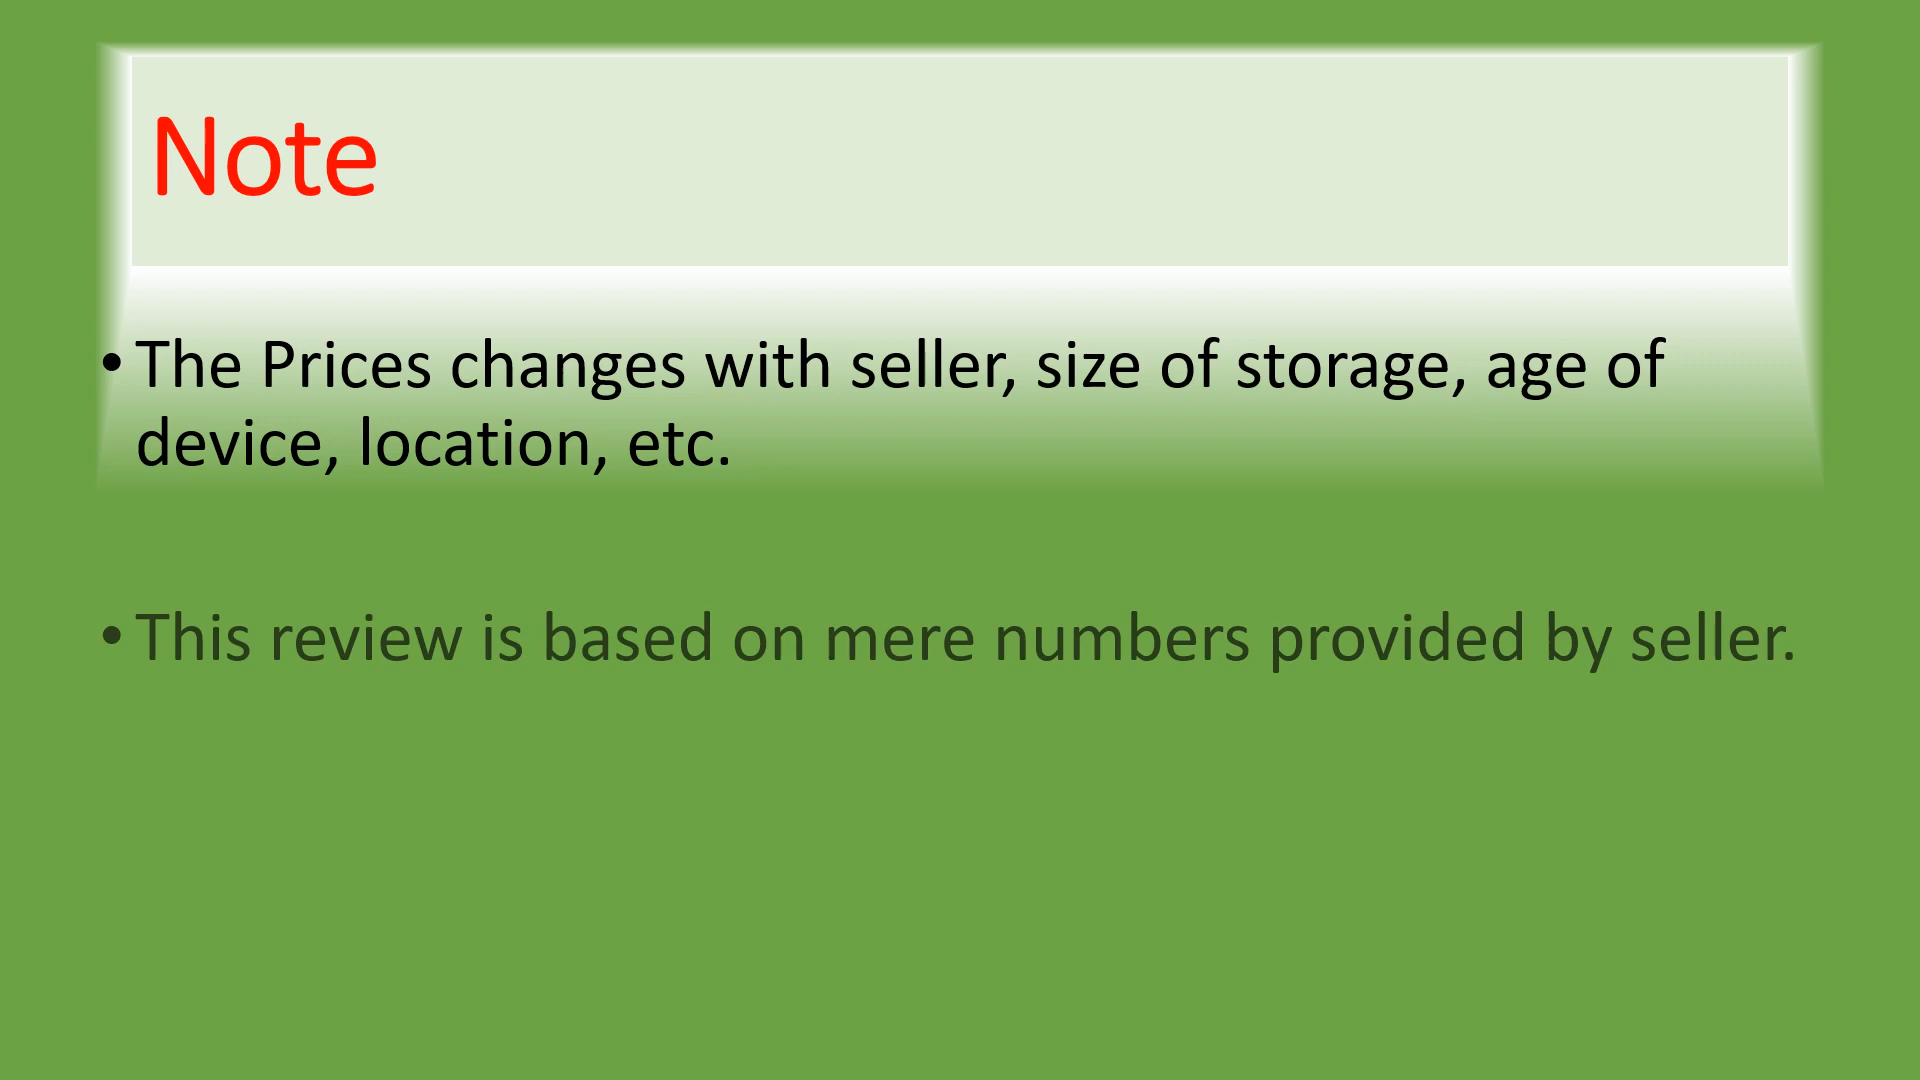 Note
• The Prices changes with seller, size of storage, age of
device, location, etc.
• This review is based on mere numbers provided by seller.